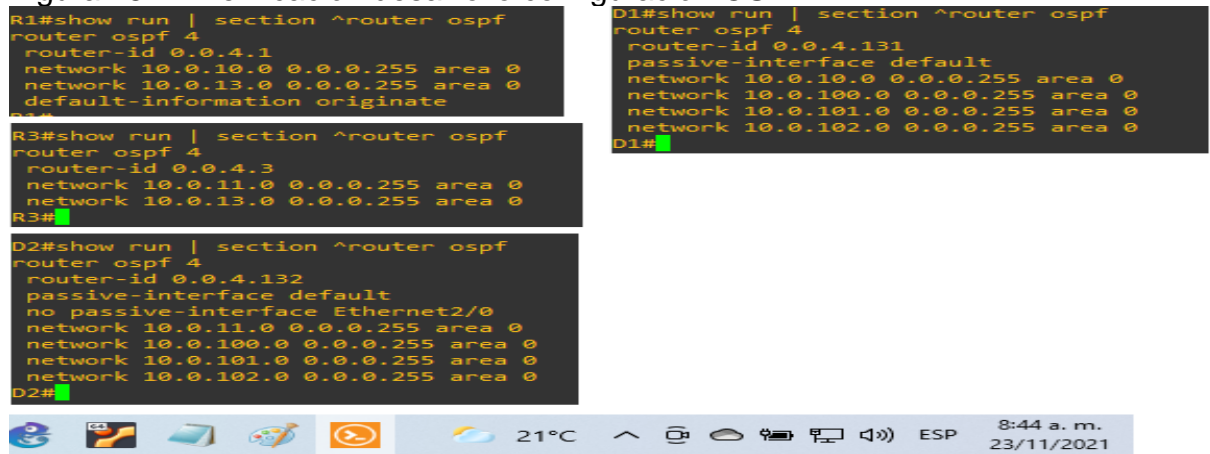 R1#show run | section ^router ospf
router ospf 4
 router-id 0.0.4.1
 network 10.0.10.0 0.0.0.255 area 0
 network 10.0.13.0 0.0.0.255 area 0
 default-information originate
R3#show run | section ^router ospf
router ospf 4
 router-id 0.0.4.3
 network 10.0.11.0 0.0.0.255 area 0
 network 10.0.13.0 0.0.0.255 area 0
R3#
D2#show run | section ^router ospf
router ospf 4
 router-id 0.0.4.132
 passive-interface default
 no passive-interface Ethernet2/0
 network 10.0.11.0 0.0.0.255 area 0
 network 10.0.100.0 0.0.0.255 area 0
 network 10.0.101.0 0.0.0.255 area 0
 network 10.0.102.0 0.0.0.255 area 0
D2#
D1#show run | section ^router ospf
router ospf 4
 router-id 0.0.4.131
 passive-interface default
 network 10.0.10.0 0.0.0.255 area 0
 network 10.0.100.0 0.0.0.255 area 0
 network 10.0.101.0 0.0.0.255 area 0
 network 10.0.102.0 0.0.0.255 area 0
D1#
21°C ESP 8:44 a. m.
23/11/2021